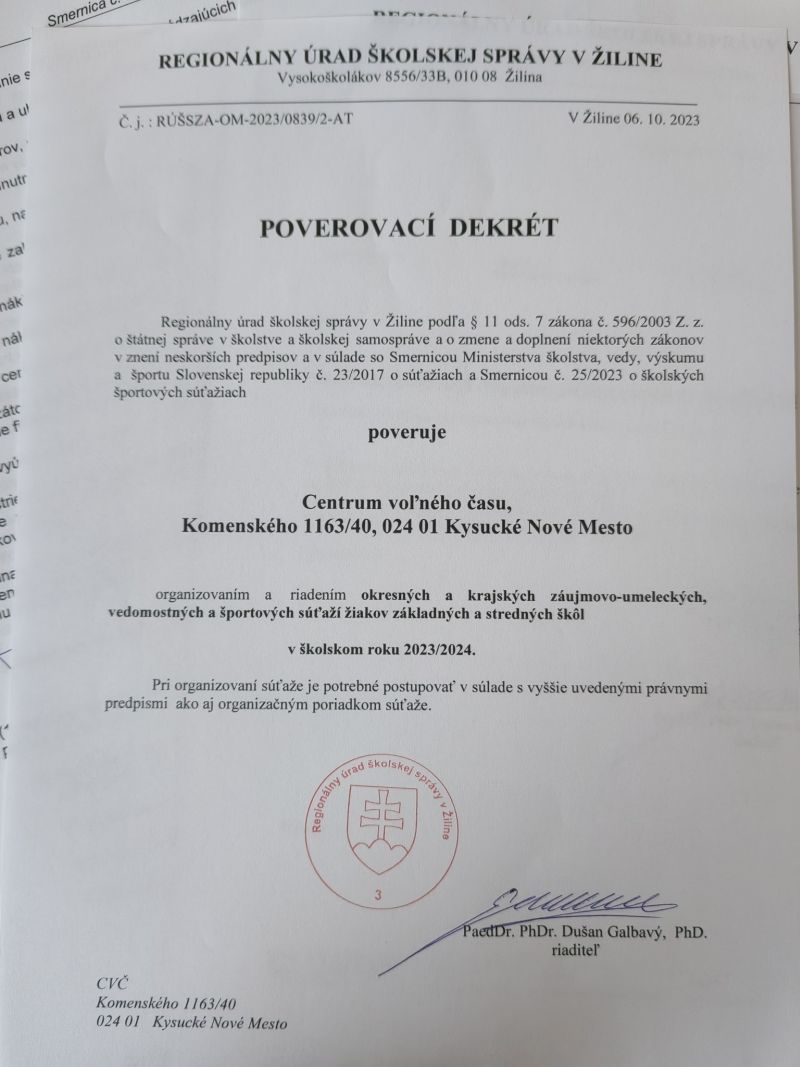 Smernica č.
dzajúcich
REGIONÁLNY ÚRAD ŠKOLSKEJ SPRÁVY V ŽILINE
Vysokoškolákov 8556/33B, 010 08 Žilina
Č. j. : RÚŠSZA-OM-2023/0839/2-AT
V Žiline 06. 10. 2023
POVEROVACÍ DEKRÉT
Regionálny úrad školskej správy v Žiline podľa § 11 ods. 7 zákona č. 596/2003 Z. z.
o štátnej správe v školstve a školskej samospráve a o zmene a doplnení niektorých zákonov
v znení neskorších predpisov a v súlade so Smernicou Ministerstva školstva, vedy, výskumu
a športu Slovenskej republiky č. 23/2017 o súťažiach a Smernicou č. 25/2023 o školských
športových súťažiach
poveruje
Centrum voľného času,
Komenského 1163/40, 024 01 Kysucké Nové Mesto
organizovaním a riadením okresných a krajských záujmovo-umeleckých,
vedomostných a športových súťaží žiakov základných a stredných škôl
v školskom roku 2023/2024.
Pri organizovaní súťaže je potrebné postupovať v súlade s vyššie uvedenými právnymi
predpismi ako aj organizačným poriadkom súťaže.
Regionálny úrad školskej správy v Žiline
3
PaedDr. PhDr. Dušan Galbavý, PhD.
riaditeľ
CVČ
Komenského 1163/40
024 01 Kysucké Nové Mesto